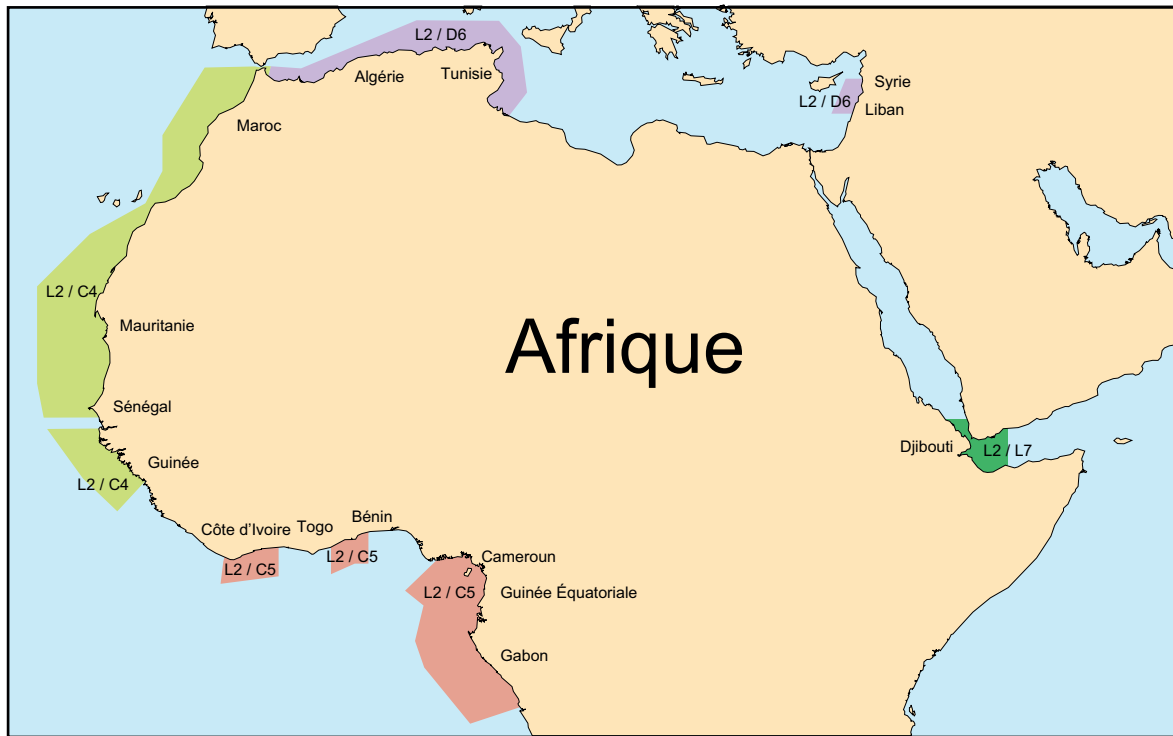 L2 / D6
Algérie
Tunisie
Syrie
L2 / D6
Liban
Maroc
L2 / C4
Mauritanie
Afrique
Sénégal
Djibouti
L2 / L7
Guinée
L2 / C4
Côte d’Ivoire
Togo
Bénin
L2 / C5
L2 / C5
Cameroun
L2 / C5
Guinée Équatoriale
Gabon